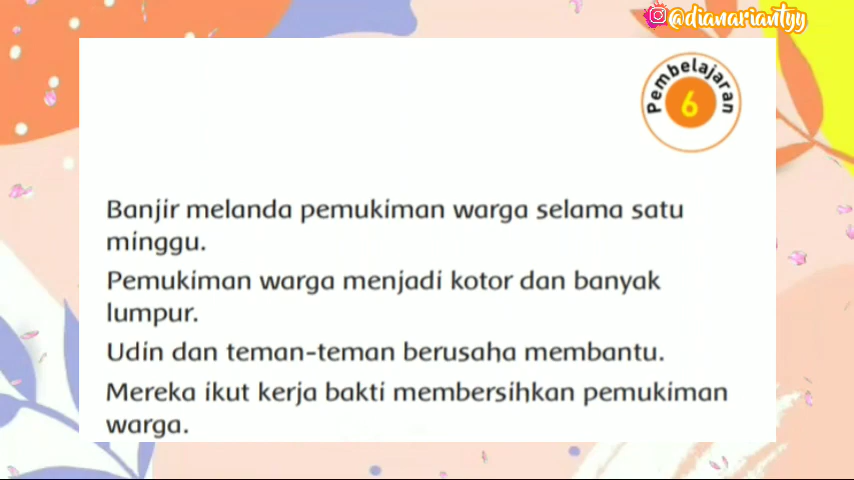 @dianariantyy
Pembelajaran
6
Banjir melanda pemukiman warga selama satu
minggu.
Pemukiman warga menjadi kotor dan banyak
lumpur.
Udin dan teman-teman berusaha membantu.
Mereka ikut kerja bakti membersihkan pemukiman
warga.